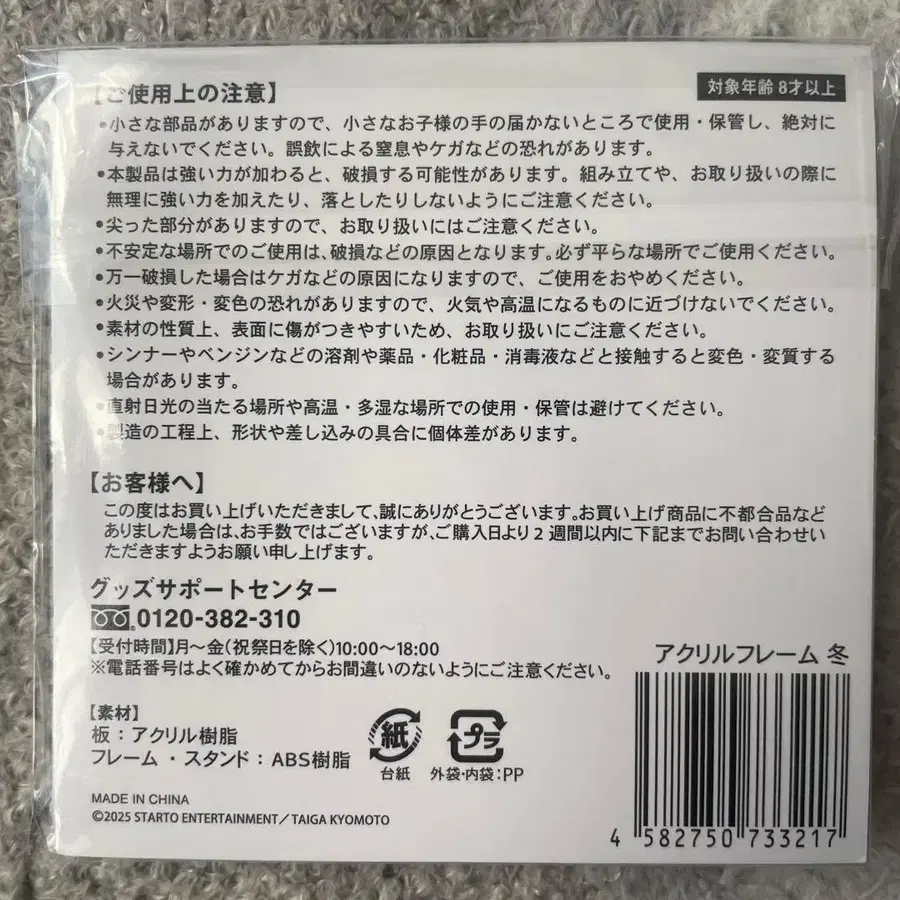 【ご使用上の注意】
対象年齢 8才以上
•小さな部品がありますので、小さなお子様の手の届かないところで使用・保管し、絶対に
与えないでください。誤飲による窒息やケガなどの恐れがあります。
•本製品は強い力が加わると、破損する可能性があります。組み立てや、お取り扱いの際に
無理に強い力を加えたり、落としたりしないようにご注意ください。
•尖った部分がありますので、お取り扱いにはご注意ください。
•不安定な場所でのご使用は、破損などの原因となります。必ず平らな場所でご使用ください。
•万一破損した場合はケガなどの原因になりますので、ご使用をおやめください。
•火災や変形・変色の恐れがありますので、火気や高温になるものに近づけないでください。
•素材の性質上、表面に傷がつきやすいため、お取り扱いにご注意ください。
•シンナーやベンジンなどの溶剤や薬品・化粧品・消毒液などと接触すると変色・変質する
場合があります。
•直射日光の当たる場所や高温・多湿な場所での使用・保管は避けてください。
•製造の工程上、形状や差し込みの具合に個体差があります。
【お客様へ】
この度はお買い上げいただきまして、誠にありがとうございます。お買い上げ商品に不都合品など
ありました場合は、お手数ではございますが、ご購入日より2週間以内に下記までお問い合わせい
ただきますようお願い申し上げます。
グッズサポートセンター
0120-382-310
【受付時間】月〜金(祝祭日を除く)10:00〜18:00
※電話番号はよく確かめてからお間違いのないようにご注意ください。
アクリルフレーム 冬
【素材】
板：アクリル樹脂
フレーム・スタンド：ABS樹脂
紙
台紙
プラ
外袋・内袋：PP
MADE IN CHINA
©2025 STARTO ENTERTAINMENT／TAIGA KYOMOTO
4 582750 733217